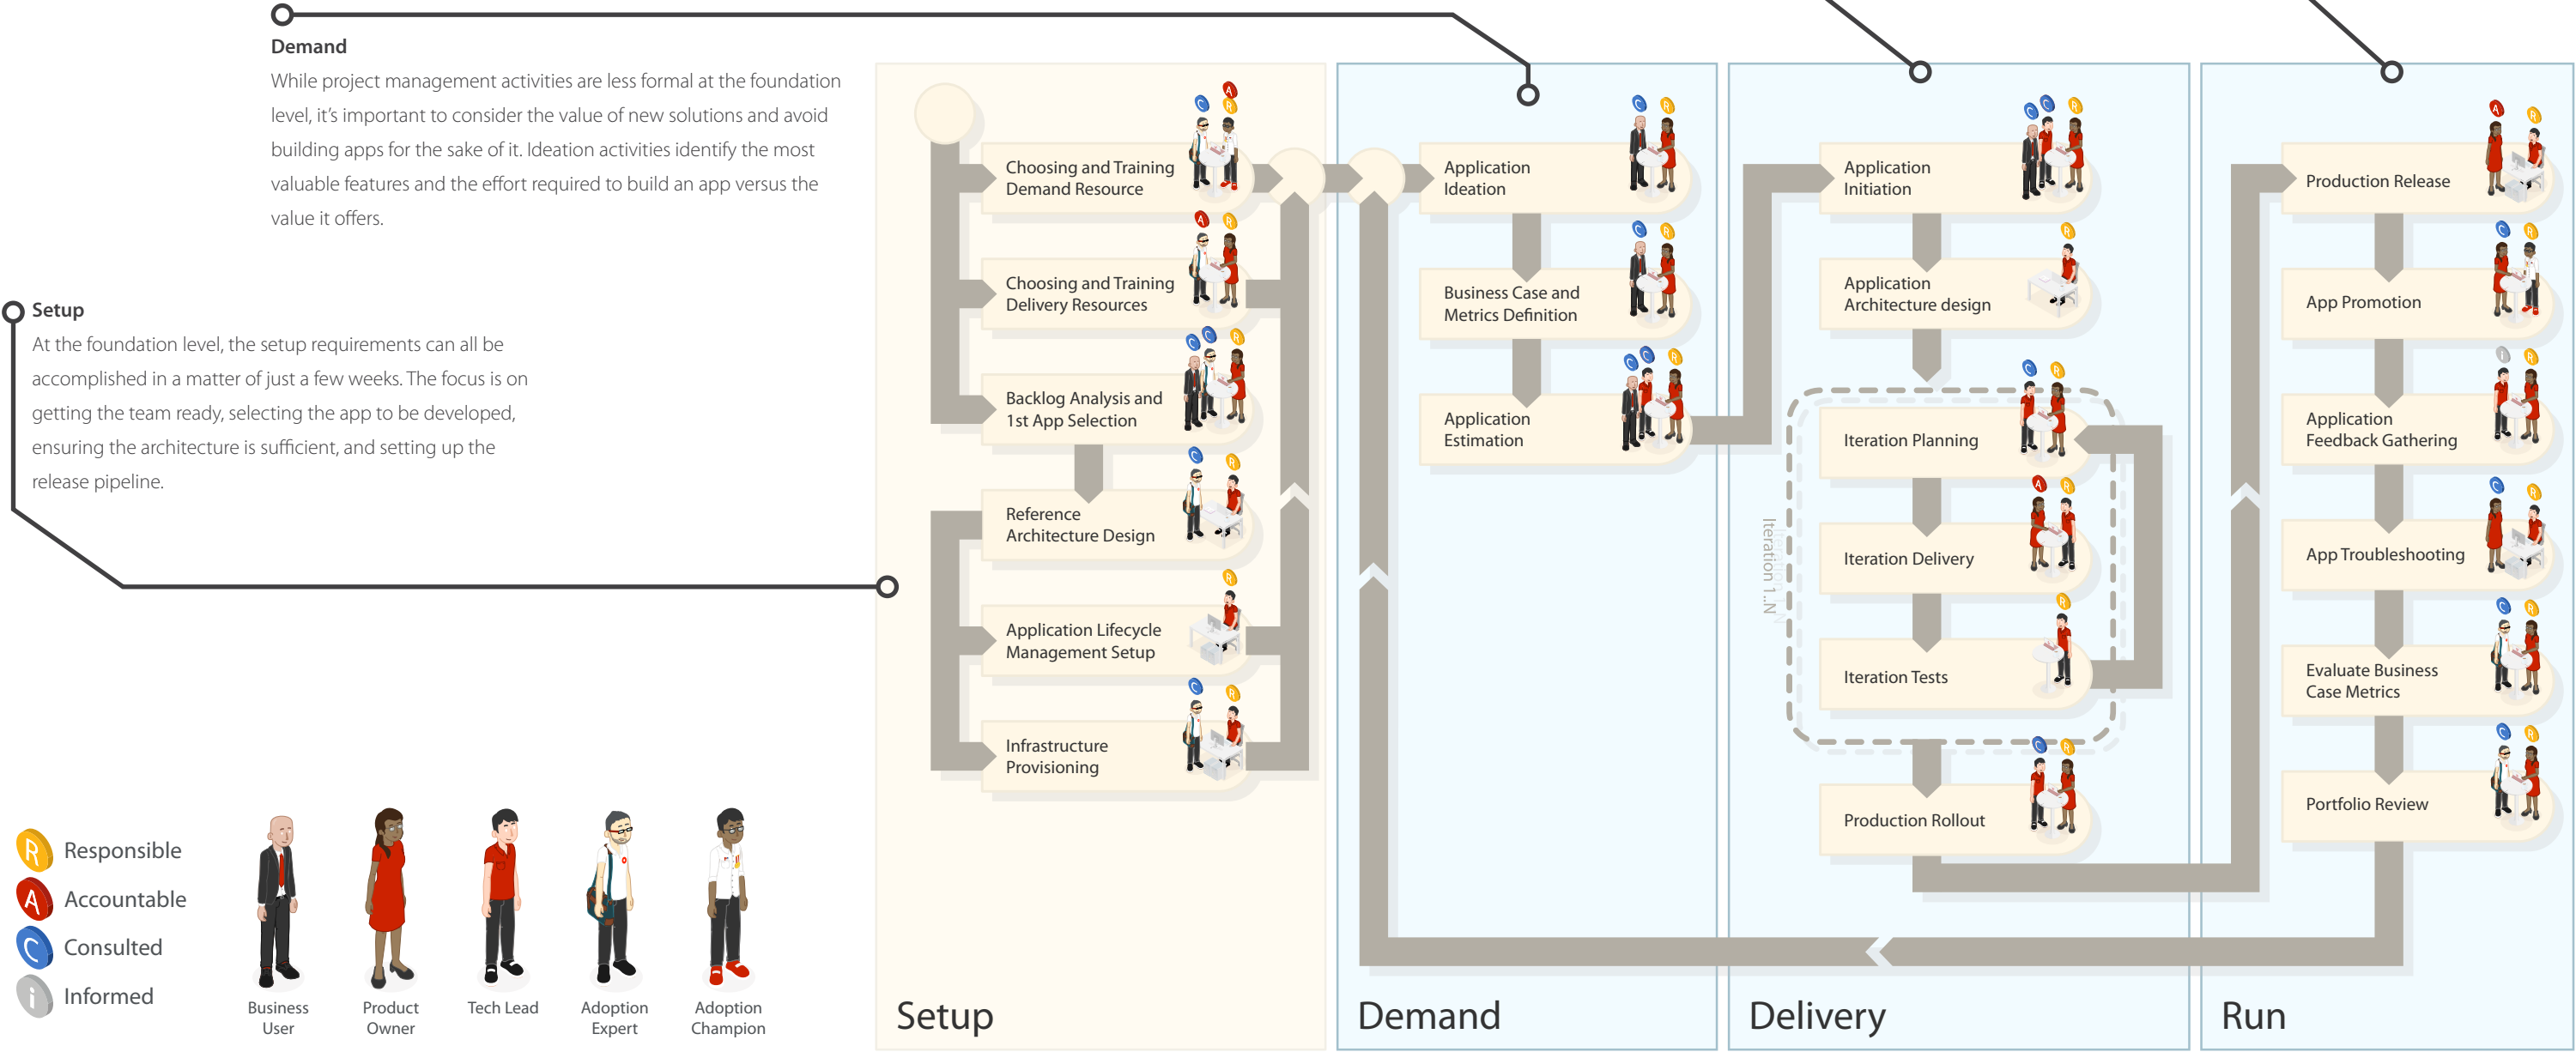 Demand
While project management activities are less formal at the foundation
level, it’s important to consider the value of new solutions and avoid
building apps for the sake of it. Ideation activities identify the most
valuable features and the effort required to build an app versus the
value it offers.
Setup
At the foundation level, the setup requirements can all be
accomplished in a matter of just a few weeks. The focus is on
getting the team ready, selecting the app to be developed,
ensuring the architecture is sufficient, and setting up the
release pipeline.
R Responsible
A Accountable
C Consulted
i Informed
Business
User
Product
Owner
Tech Lead
Adoption
Expert
Adoption
Champion
C A R
Choosing and Training
Demand Resource
A R
Choosing and Training
Delivery Resources
C C R
Backlog Analysis and
1st App Selection
C R
Reference
Architecture Design
R
Application Lifecycle
Management Setup
C R
Infrastructure
Provisioning
Setup
C R
Application
Ideation
C R
Business Case and
Metrics Definition
C C R
Application
Estimation
Demand
C C R
Application
Initiation
R
Application
Architecture design
Iteration 1..N
C R
Iteration Planning
A R
Iteration Delivery
R
Iteration Tests
C R
Production Rollout
Delivery
A R
Production Release
C R
App Promotion
i R
Application
Feedback Gathering
C R
App Troubleshooting
C R
Evaluate Business
Case Metrics
C R
Portfolio Review
Run